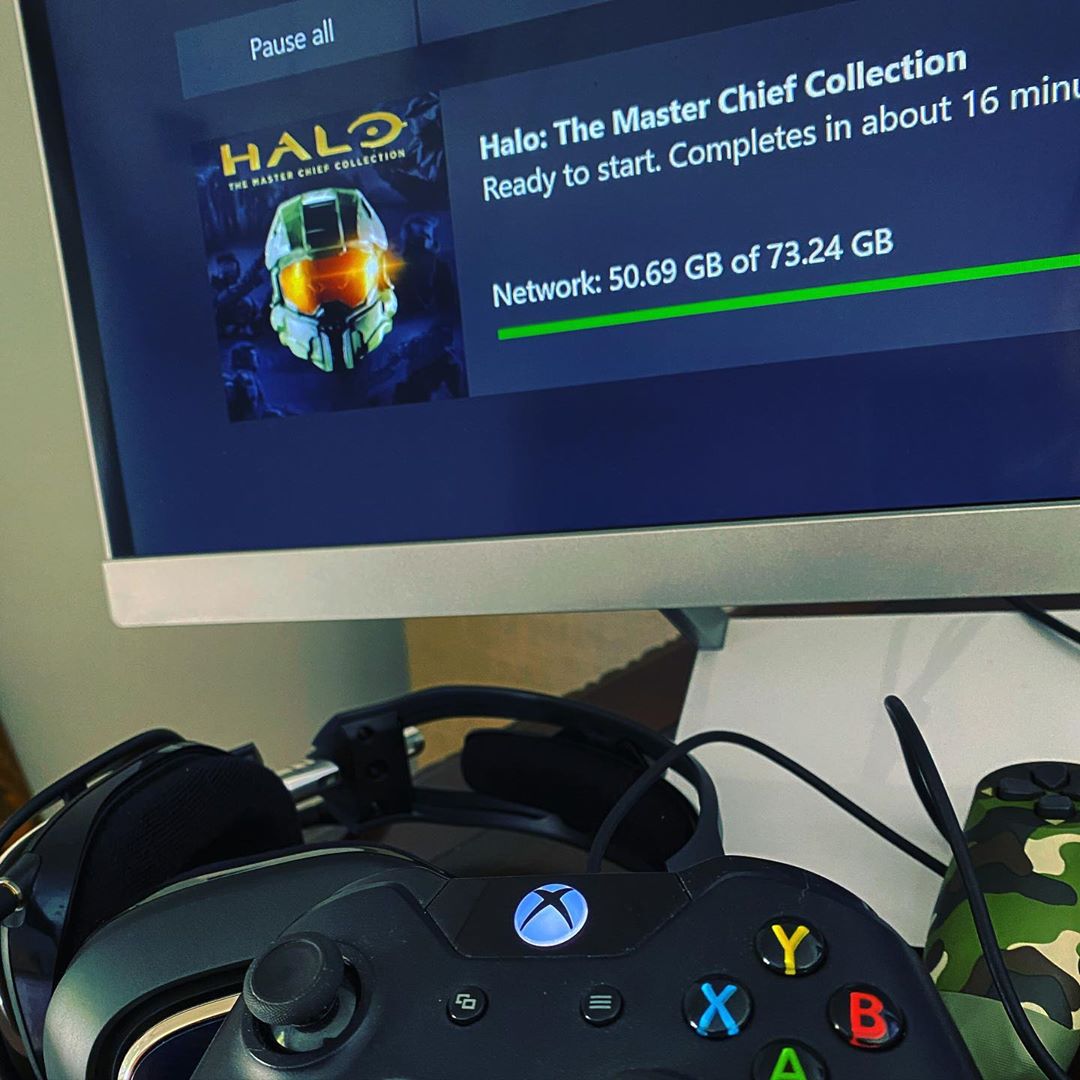 Pause all
HALO
THE MASTER CHIEF COLLECTION
Halo: The Master Chief Collection
Ready to start. Completes in about 16
Network: 50.69 GB of 73.24 GB
Y
X
B
A